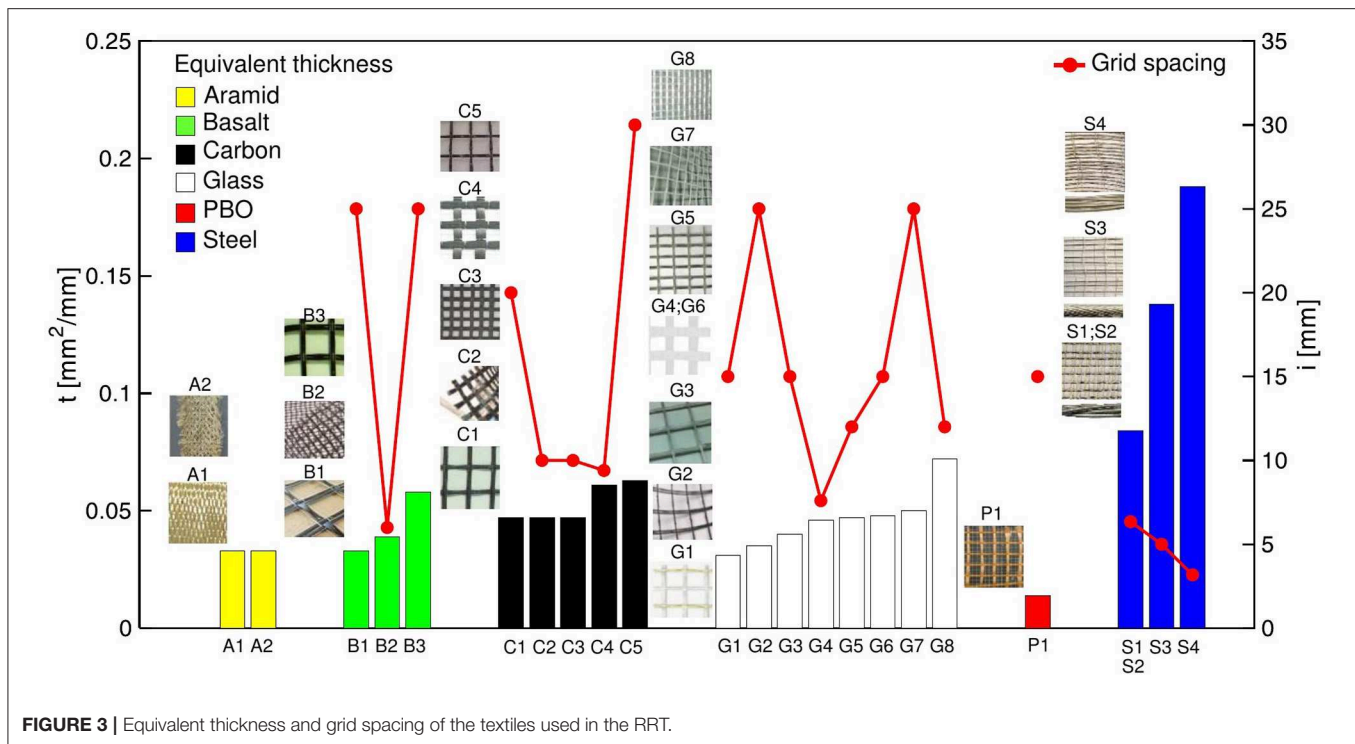 0.25
0.2
0.15
0.1
0.05
0
t [mm²/mm]
Equivalent thickness
Aramid
Basalt
Carbon
Glass
PBO
Steel
A2
A1
B3
B2
B1
C5
C4
C3
C2
C1
G8
G7
G5
G4;G6
G3
G2
G1
P1
Grid spacing
S4
S3
S1;S2
35
30
25
20
15
10
5
0
i [mm]
A1 A2 B1 B2 B3 C1 C2 C3 C4 C5 G1 G2 G3 G4 G5 G6 G7 G8 P1 S1 S3 S4
S2
FIGURE 3 | Equivalent thickness and grid spacing of the textiles used in the RRT.